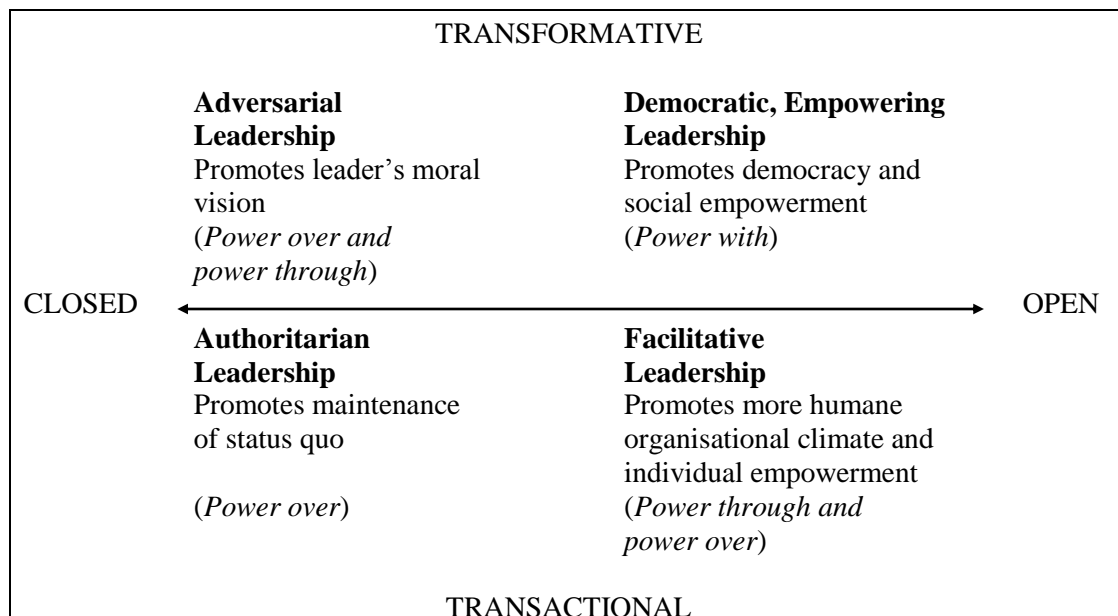 TRANSFORMATIVE
Adversarial
Leadership
Promotes leader’s moral
vision
(Power over and
power through)
Democratic, Empowering
Leadership
Promotes democracy and
social empowerment
(Power with)
CLOSED
OPEN
Authoritarian
Leadership
Promotes maintenance
of status quo
(Power over)
Facilitative
Leadership
Promotes more humane
organisational climate and
individual empowerment
(Power through and
power over)
TRANSACTIONAL